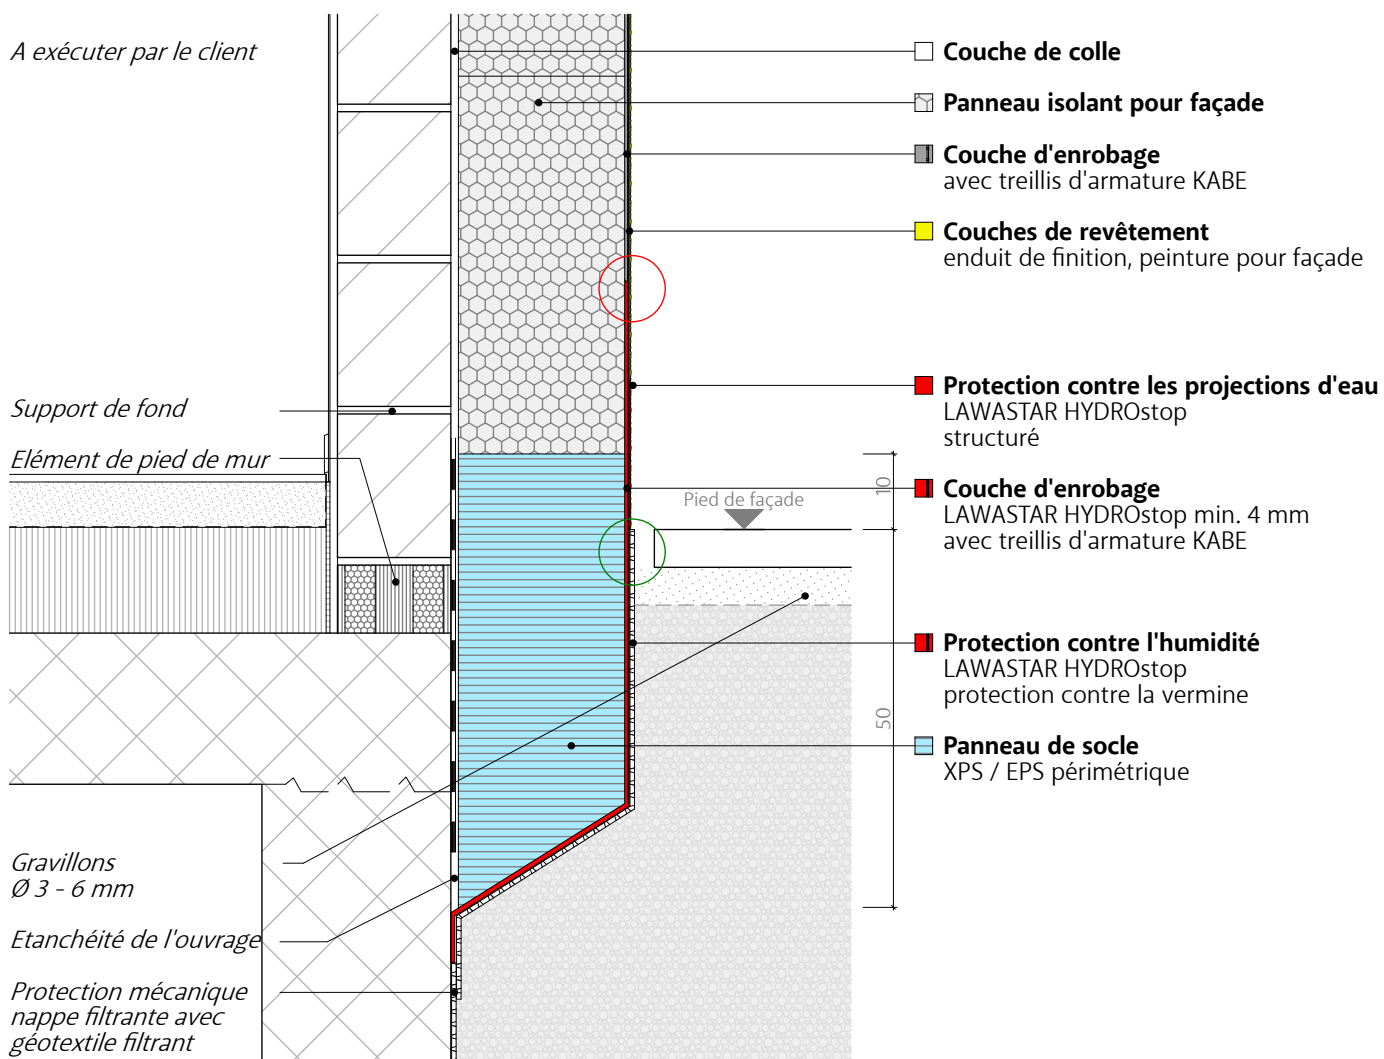 A exécuter par le client
Support de fond
Elément de pied de mur
Gravillons
Ø 3 - 6 mm
Etanchéité de l'ouvrage
Protection mécanique
nappe filtrante avec
géotextile filtrant
Pied de façade
10
50
Couche de colle
Panneau isolant pour façade
Couche d'enrobage
avec treillis d'armature KABE
Couches de revêtement
enduit de finition, peinture pour façade
Protection contre les projections d'eau
LAWASTAR HYDROstop
structuré
Couche d'enrobage
LAWASTAR HYDROstop min. 4 mm
avec treillis d'armature KABE
Protection contre l'humidité
LAWASTAR HYDROstop
protection contre la vermine
Panneau de socle
XPS / EPS périmétrique